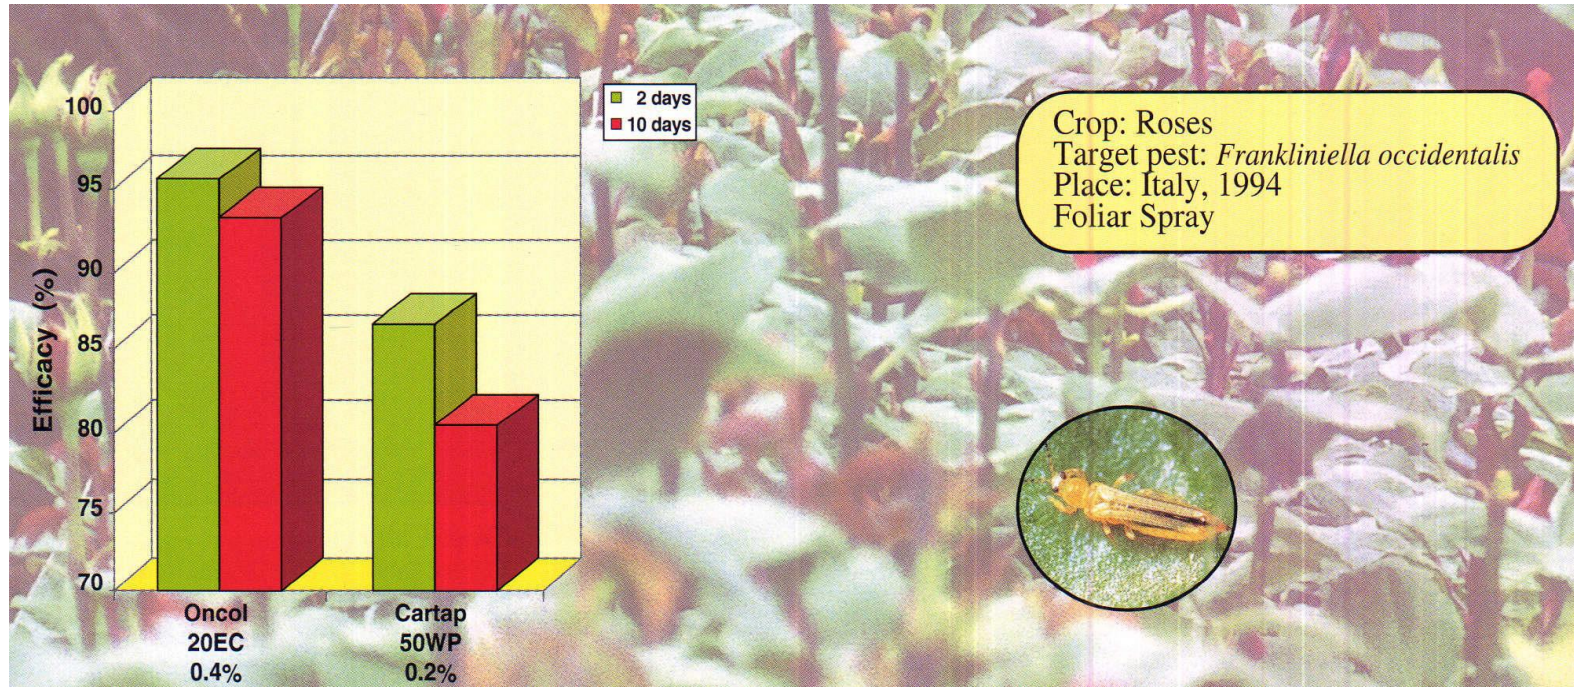 100
95
90
85
80
75
70
Efficacy (%)
2 days
10 days
Oncol
20EC
0.4%
Cartap
50WP
0.2%
Crop: Roses
Target pest: Frankliniella occidentalis
Place: Italy, 1994
Foliar Spray